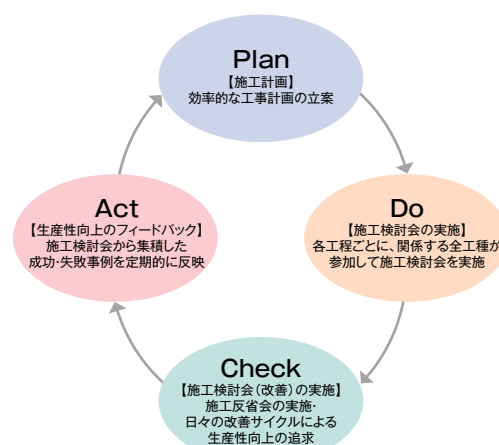 Plan
【施工計画】
効率的な工事計画の立案
Do
【施工検討会の実施】
各工程ごとに、関係する全工種が
参加して施工検討会を実施
Check
【施工検討会（改善）の実施】
施工反省会の実施・
日々の改善サイクルによる
生産性向上の追求
Act
【生産性向上のフィードバック】
施工検討会から集積した
成功・失敗事例を定期的に反映